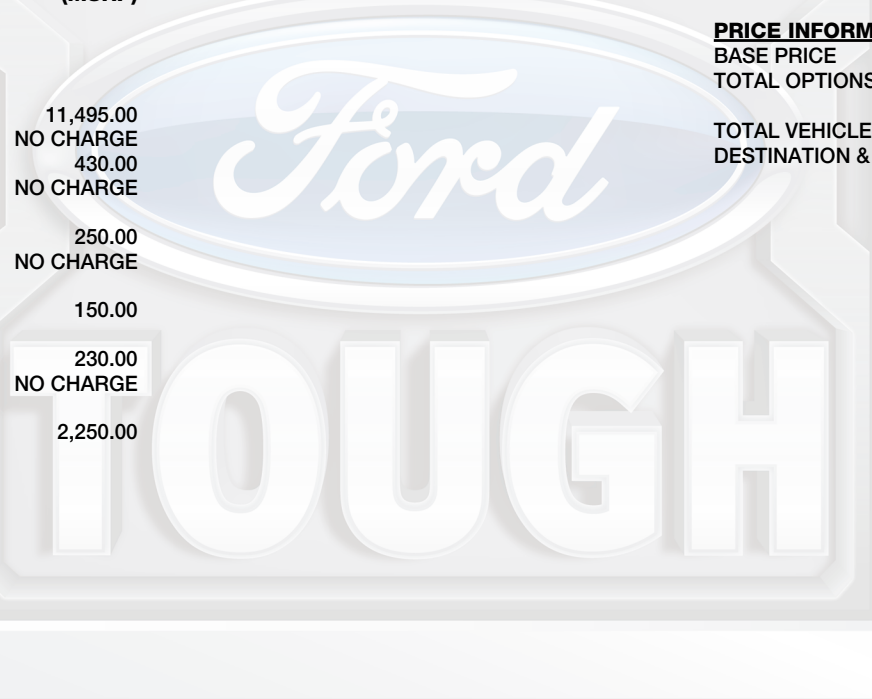 (MSRP)
11,495.00
NO CHARGE
430.00
NO CHARGE
250.00
NO CHARGE
150.00
230.00
NO CHARGE
2,250.00
PRICE INFORM
BASE PRICE
TOTAL OPTIONS
TOTAL VEHICLE
DESTINATION &
Ford
TOUGH